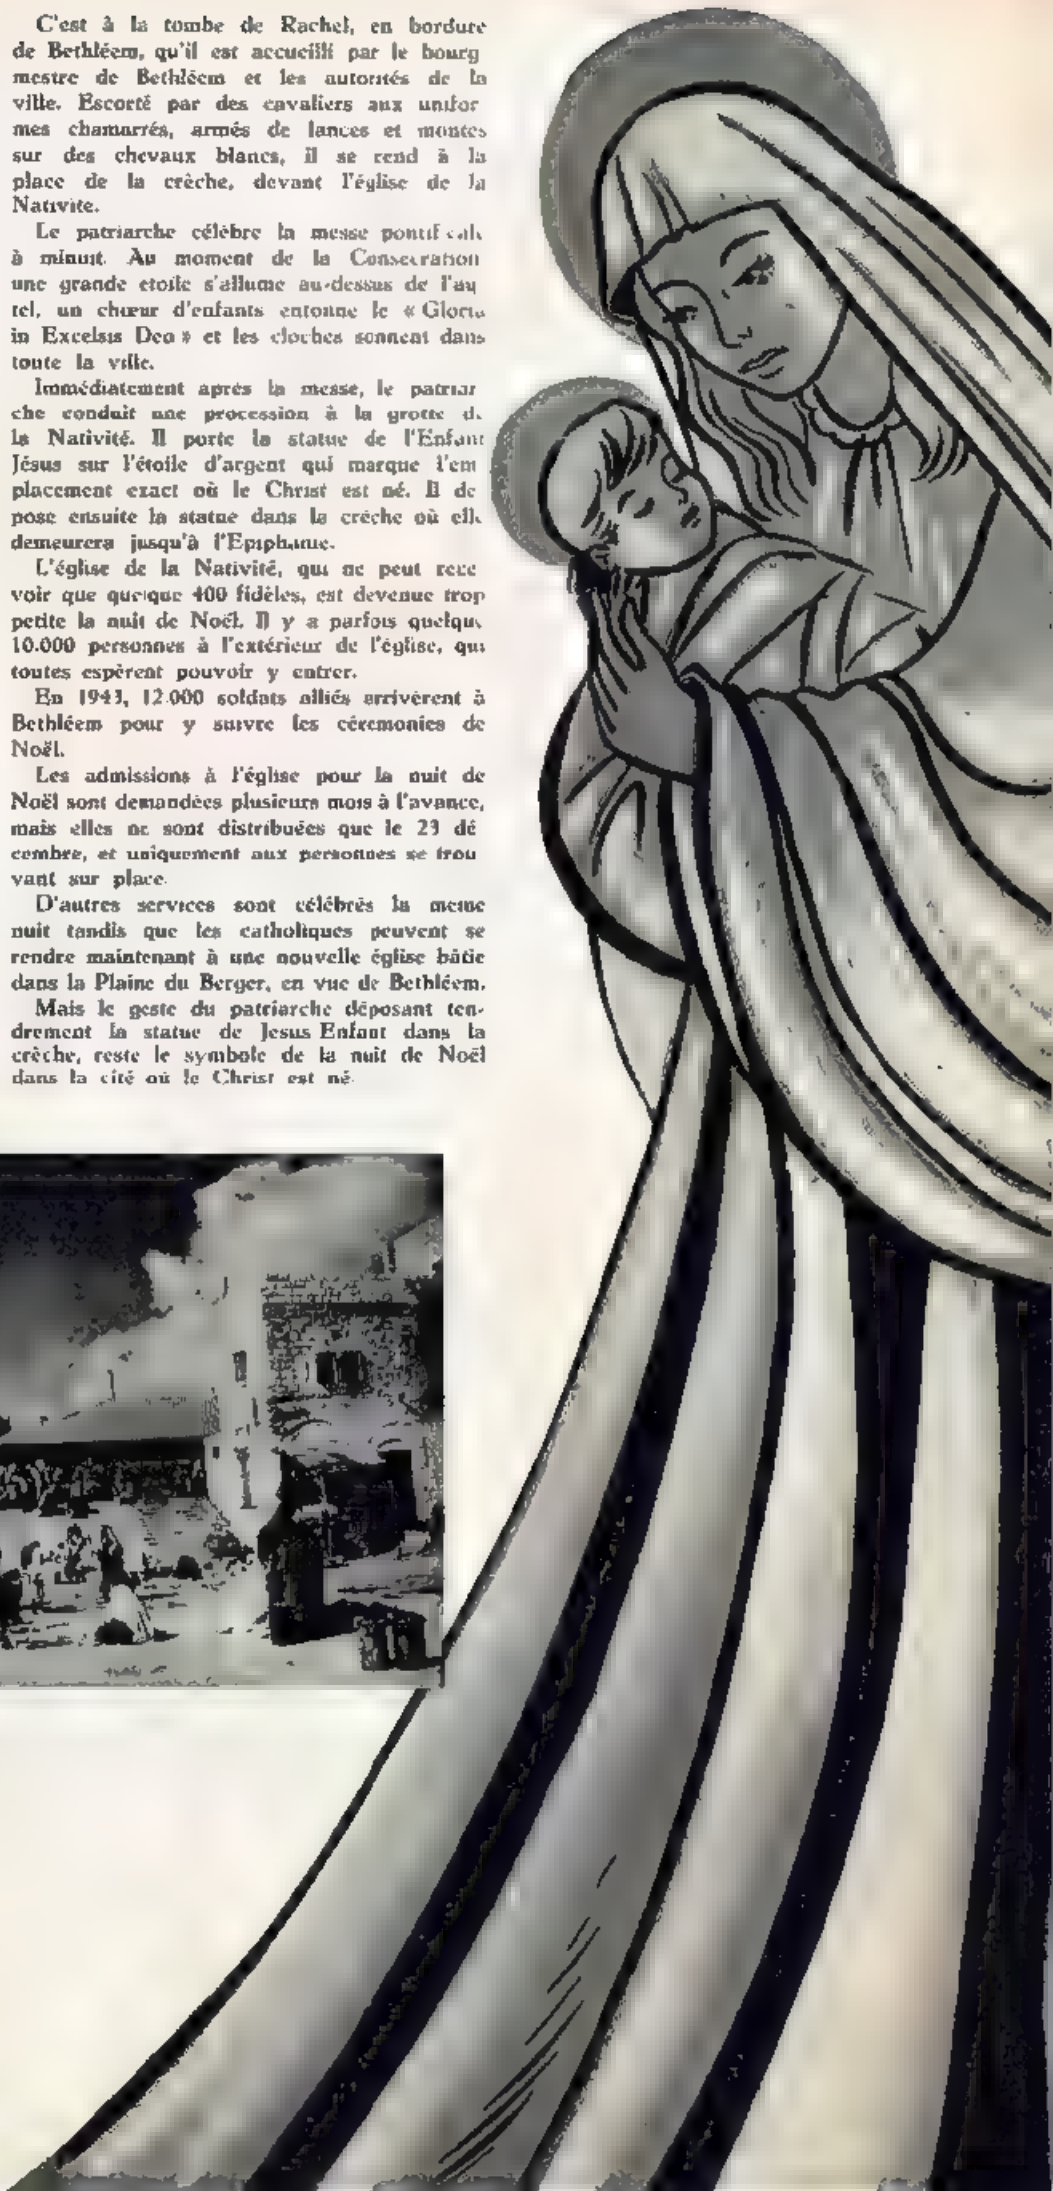 C'est à la tombe de Rachel, en bordure
de Bethléem, qu'il est accueilli par le bourg
mestre de Bethléem et les autorités de la
ville. Escorté par des cavaliers aux unifor
mes chamarrés, armés de lances et montés
sur des chevaux blancs, il se rend à la
place de la crèche, devant l'église de la
Nativité.
Le patriarche célèbre la messe pontificale
à minuit. Au moment de la Consécration
une grande etoile s'allume au-dessus de l'au
tel, un chœur d'enfants entonne le « Gloria
in Excelsis Deo » et les cloches sonnent dans
toute la ville.
Immédiatement après la messe, le patriar
che conduit une procession à la grotte de
la Nativité. Il porte la statue de l'Enfant
Jésus sur l'étoile d'argent qui marque l'em
placement exact où le Christ est né. Il dé
pose ensuite la statue dans la crèche où elle
demeurera jusqu'à l'Epiphanie.
L'église de la Nativité, qui ne peut rece
voir que quelque 400 fidèles, est devenue trop
petite la nuit de Noël. Il y a parfois quelque
10.000 personnes à l'extérieur de l'église, qui
toutes espèrent pouvoir y entrer.
En 1943, 12.000 soldats alliés arrivèrent à
Bethléem pour y suivre les cérémonies de
Noël.
Les admissions à l'église pour la nuit de
Noël sont demandées plusieurs mois à l'avance,
mais elles ne sont distribuées que le 23 dé
cembre, et uniquement aux personnes se trou
vant sur place.
D'autres services sont célébrés la meme
nuit tandis que les catholiques peuvent se
rendre maintenant à une nouvelle église bâtie
dans la Plaine du Berger, en vue de Bethléem.
Mais le geste du patriarche déposant ten-
drement la statue de Jesus Enfant dans la
crèche, reste le symbole de la nuit de Noël
dans la cité où le Christ est né.